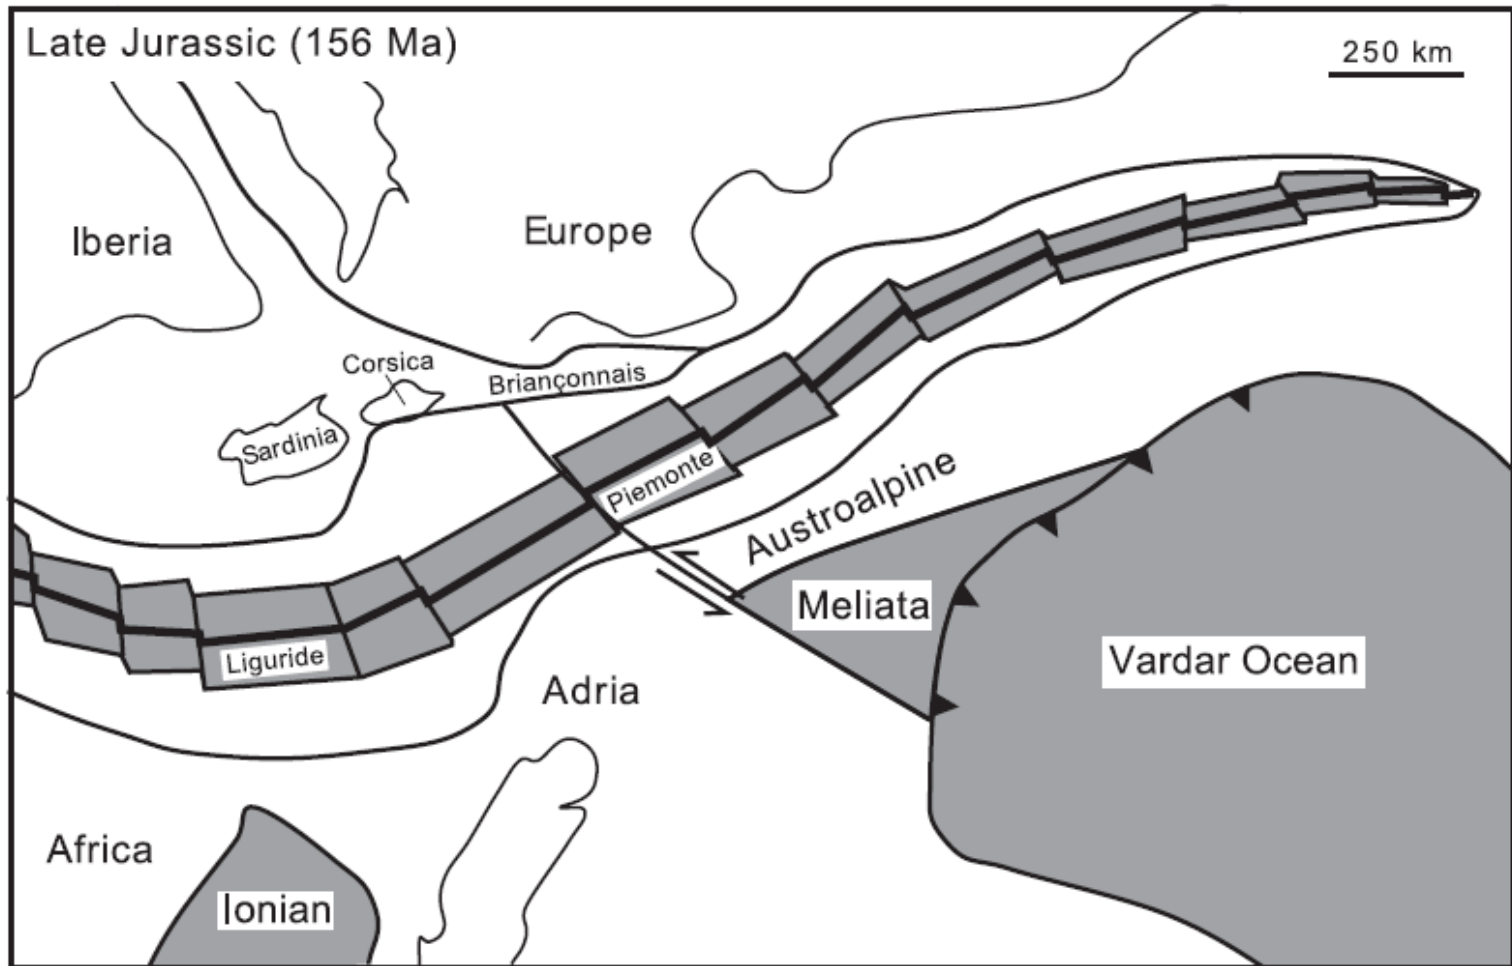 Late Jurassic (156 Ma)
250 km
Iberia
Europe
Corsica
Briançonnais
Sardinia
Piemonte
Austroalpine
Meliata
Vardar Ocean
Liguride
Adria
Africa
Ionian